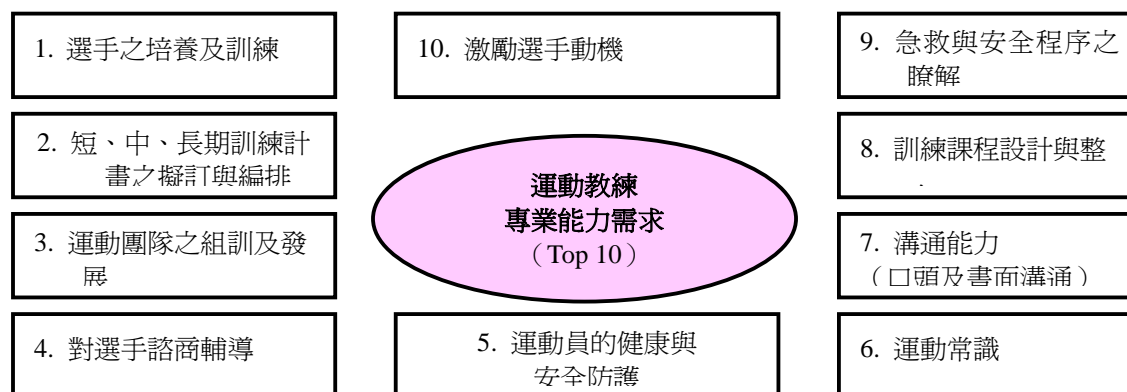 1. 選手之培養及訓練
10. 激勵選手動機
9. 急救與安全程序之
瞭解
2. 短、中、長期訓練計
畫之擬訂與編排
運動教練
專業能力需求
（Top 10）
8. 訓練課程設計與整
3. 運動團隊之組訓及發
展
7. 溝通能力
（口頭及書面溝通）
4. 對選手諮商輔導
5. 運動員的健康與
安全防護
6. 運動常識